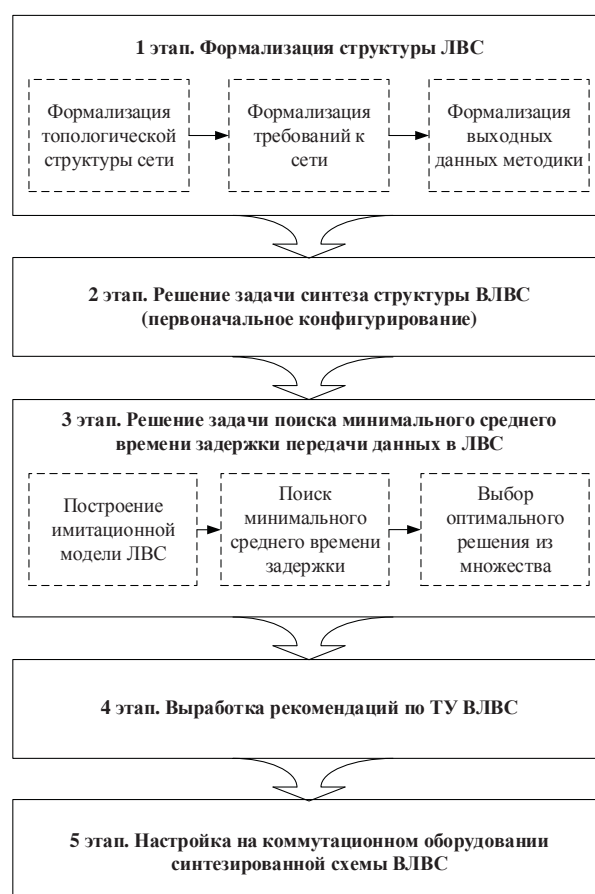 1 этап. Формализация структуры ЛВС
Формализация
топологической
структуры сети
Формализация
требований к
сети
Формализация
выходных
данных методики
2 этап. Решение задачи синтеза структуры ВЛВС
(первоначальное конфигурирование)
3 этап. Решение задачи поиска минимального среднего
времени задержки передачи данных в ЛВС
Построение
имитационной
модели ЛВС
Поиск
минимального
среднего времени
задержки
Выбор
оптимального
решения из
множества
4 этап. Выработка рекомендаций по ТУ ВЛВС
5 этап. Настройка на коммутационном оборудовании
синтезированной схемы ВЛВС